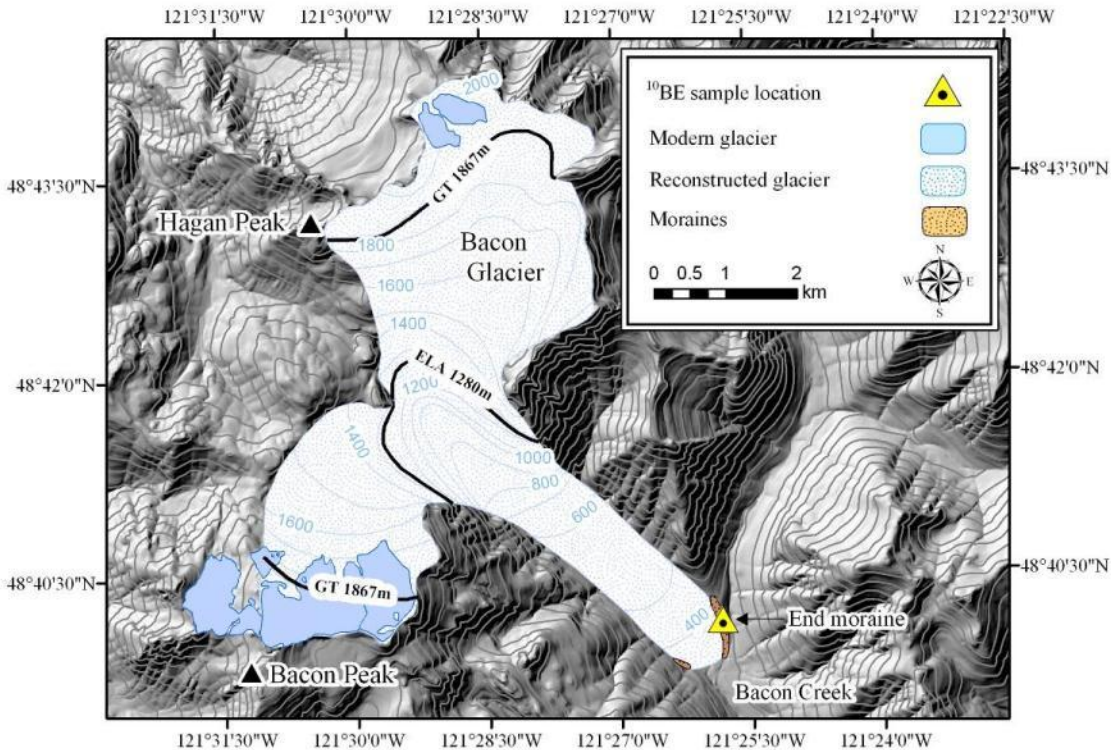 121°31'30"W 121°30'0"W 121°28'30"W 121°27'0"W 121°25'30"W 121°24'0"W 121°22'30"W
2000
¹⁰BE sample location
Modern glacier
Reconstructed glacier
Moraines
N
W E
S
0 0.5 1 2
km
48°43'30"N
48°43'30"N
GT 1867m
Hagan Peak
1800
Bacon
Glacier
1600
1400
48°42'0"N
48°42'0"N
ELA 1280m
1200
1400
1000
800
600
1600
48°40'30"N
48°40'30"N
GT 1867m
400
End moraine
Bacon Peak
Bacon Creek
121°31'30"W 121°30'0"W 121°28'30"W 121°27'0"W 121°25'30"W 121°24'0"W